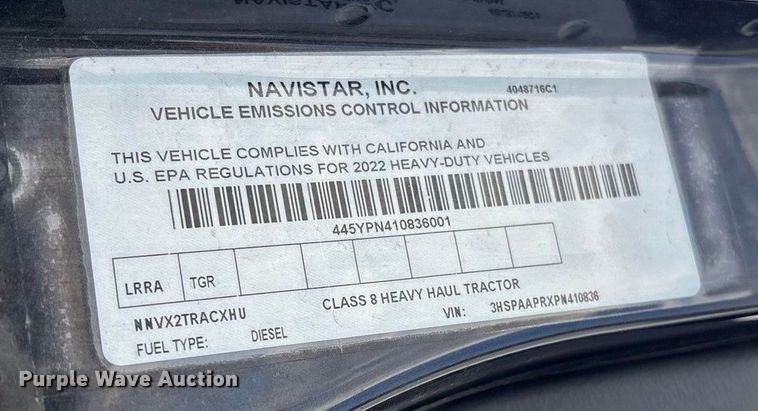 NAVISTAR, INC. 4048716C1
VEHICLE EMISSIONS CONTROL INFORMATION
THIS VEHICLE COMPLIES WITH CALIFORNIA AND
U.S. EPA REGULATIONS FOR 2022 HEAVY-DUTY VEHICLES
445YPN410836001
LRRA TGR
CLASS 8 HEAVY HAUL TRACTOR
NNVX2TRACXHU
VIN: 3HSPAAPRXPN410836
FUEL TYPE: DIESEL
Purple Wave Auction